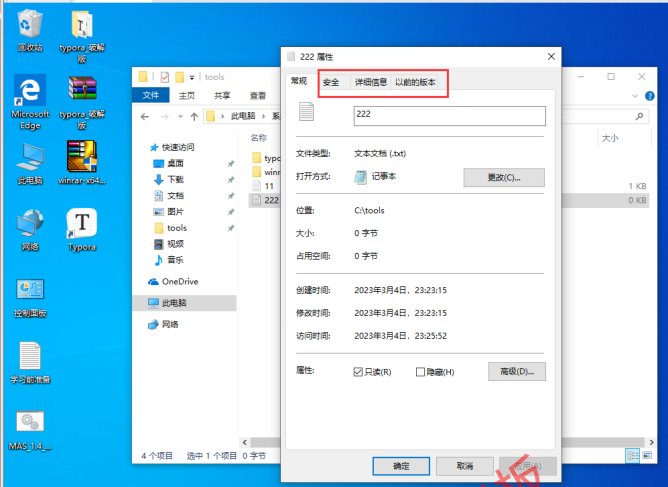 回收站
typora_破解版
Microsoft Edge
typora_破解版
此电脑
winrar-x64...
网络
Typora
控制面板
学习前准备
MAS_1.4_...
tools
文件
主页
共享
查看
此电脑
名称
大小
快速访问
桌面
下载
文档
图片
tools
视频
音乐
OneDrive
此电脑
网络
typo
winr
11
1 KB
222
0 KB
4 个项目
选中 1 个项目 0 字节
222 属性
常规
安全
详细信息
以前的版本
222
文件类型:
文本文档 (.txt)
打开方式:
记事本
更改(C)...
位置:
C:\tools
大小:
0 字节
占用空间:
0 字节
创建时间:
2023年3月4日，23:23:15
修改时间:
2023年3月4日，23:23:15
访问时间:
2023年3月4日，23:25:52
属性:
只读(R)
隐藏(H)
高级(D)...
确定
取消
应用(A)